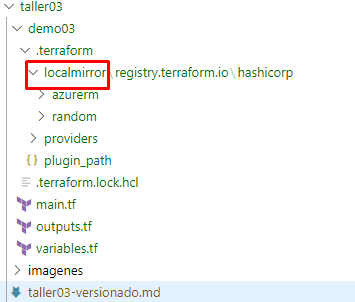 taller03
demo03
.terraform
localmirror \ registry.terraform.io \ hashicorp
azurerm
random
providers
{} plugin_path
.terraform.lock.hcl
main.tf
outputs.tf
variables.tf
imagenes
taller03-versionado.md